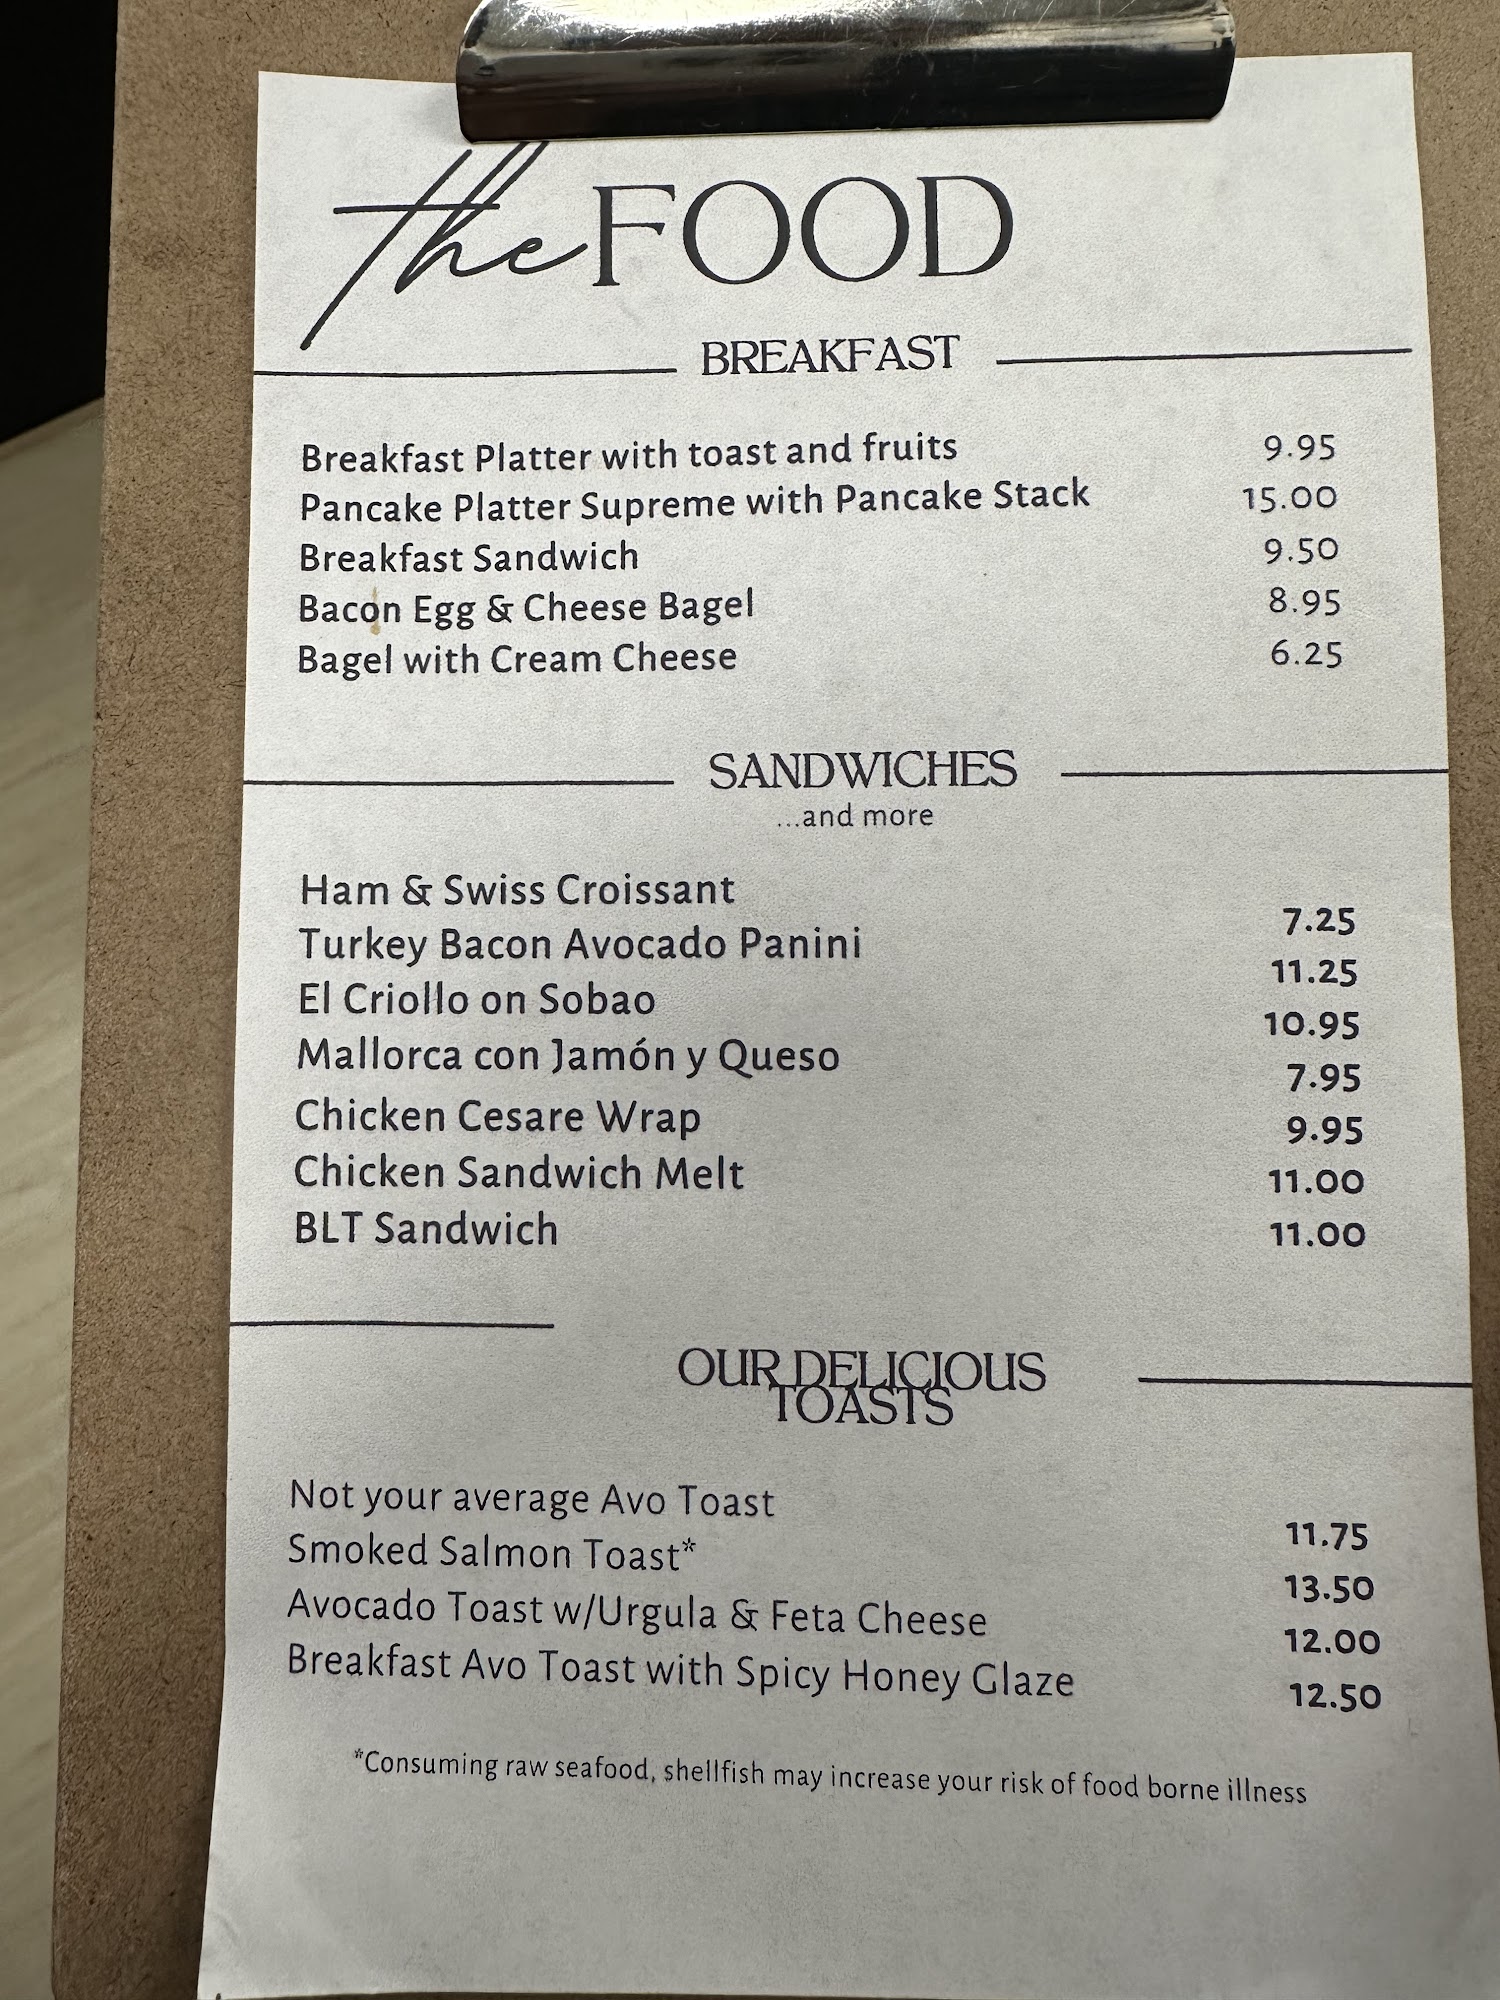 the FOOD
BREAKFAST
Breakfast Platter with toast and fruits 9.95
Pancake Platter Supreme with Pancake Stack 15.00
Breakfast Sandwich 9.50
Bacon Egg & Cheese Bagel 8.95
Bagel with Cream Cheese 6.25
SANDWICHES
...and more
Ham & Swiss Croissant 7.25
Turkey Bacon Avocado Panini 11.25
El Criollo on Sobao 10.95
Mallorca con Jamón y Queso 7.95
Chicken Cesare Wrap 9.95
Chicken Sandwich Melt 11.00
BLT Sandwich 11.00
OUR DELICIOUS
TOASTS
Not your average Avo Toast 11.75
Smoked Salmon Toast* 13.50
Avocado Toast w/Urgula & Feta Cheese 12.00
Breakfast Avo Toast with Spicy Honey Glaze 12.50
*Consuming raw seafood, shellfish may increase your risk of food borne illness